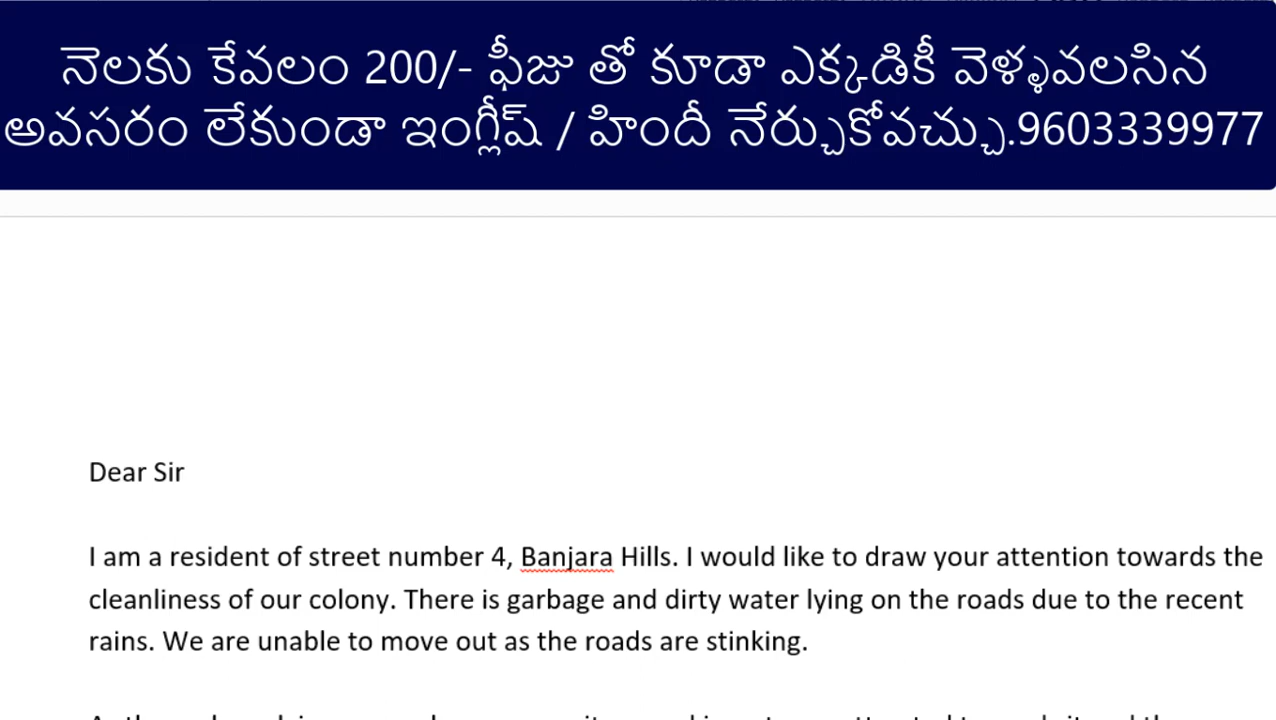 నెలకు కేవలం 200/- ఫీజు తో కూడా ఎక్కడికీ వెళ్ళవలసిన
అవసరం లేకుండా ఇంగ్లీష్ / హిందీ నేర్చుకోవచ్చు.9603339977
Dear Sir
I am a resident of street number 4, Banjara Hills. I would like to draw your attention towards the
cleanliness of our colony. There is garbage and dirty water lying on the roads due to the recent
rains. We are unable to move out as the roads are stinking.